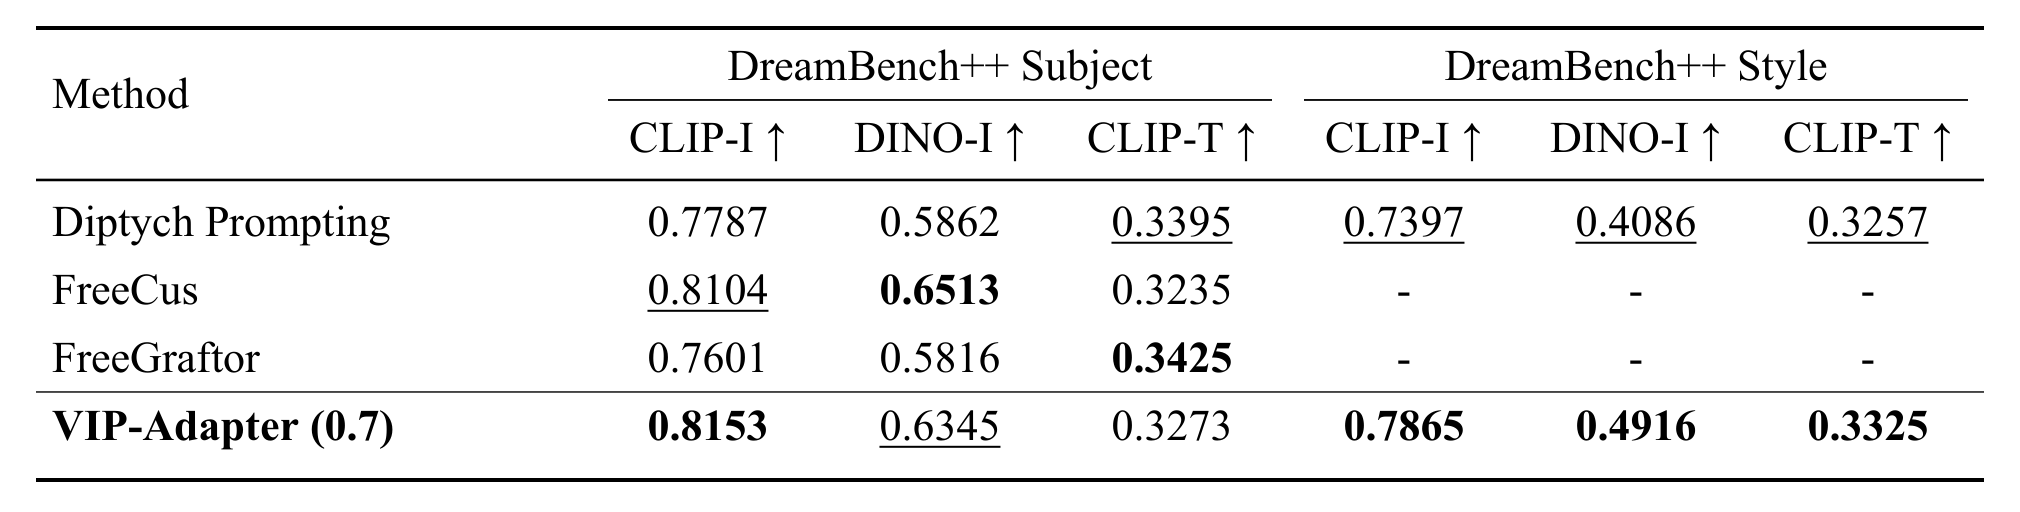 Method DreamBench++ Subject DreamBench++ Style
CLIP-I ↑ DINO-I ↑ CLIP-T ↑ CLIP-I ↑ DINO-I ↑ CLIP-T ↑
Diptych Prompting 0.7787 0.5862 0.3395 0.7397 0.4086 0.3257
FreeCus 0.8104 0.6513 0.3235 - - -
FreeGraftor 0.7601 0.5816 0.3425 - - -
VIP-Adapter (0.7) 0.8153 0.6345 0.3273 0.7865 0.4916 0.3325